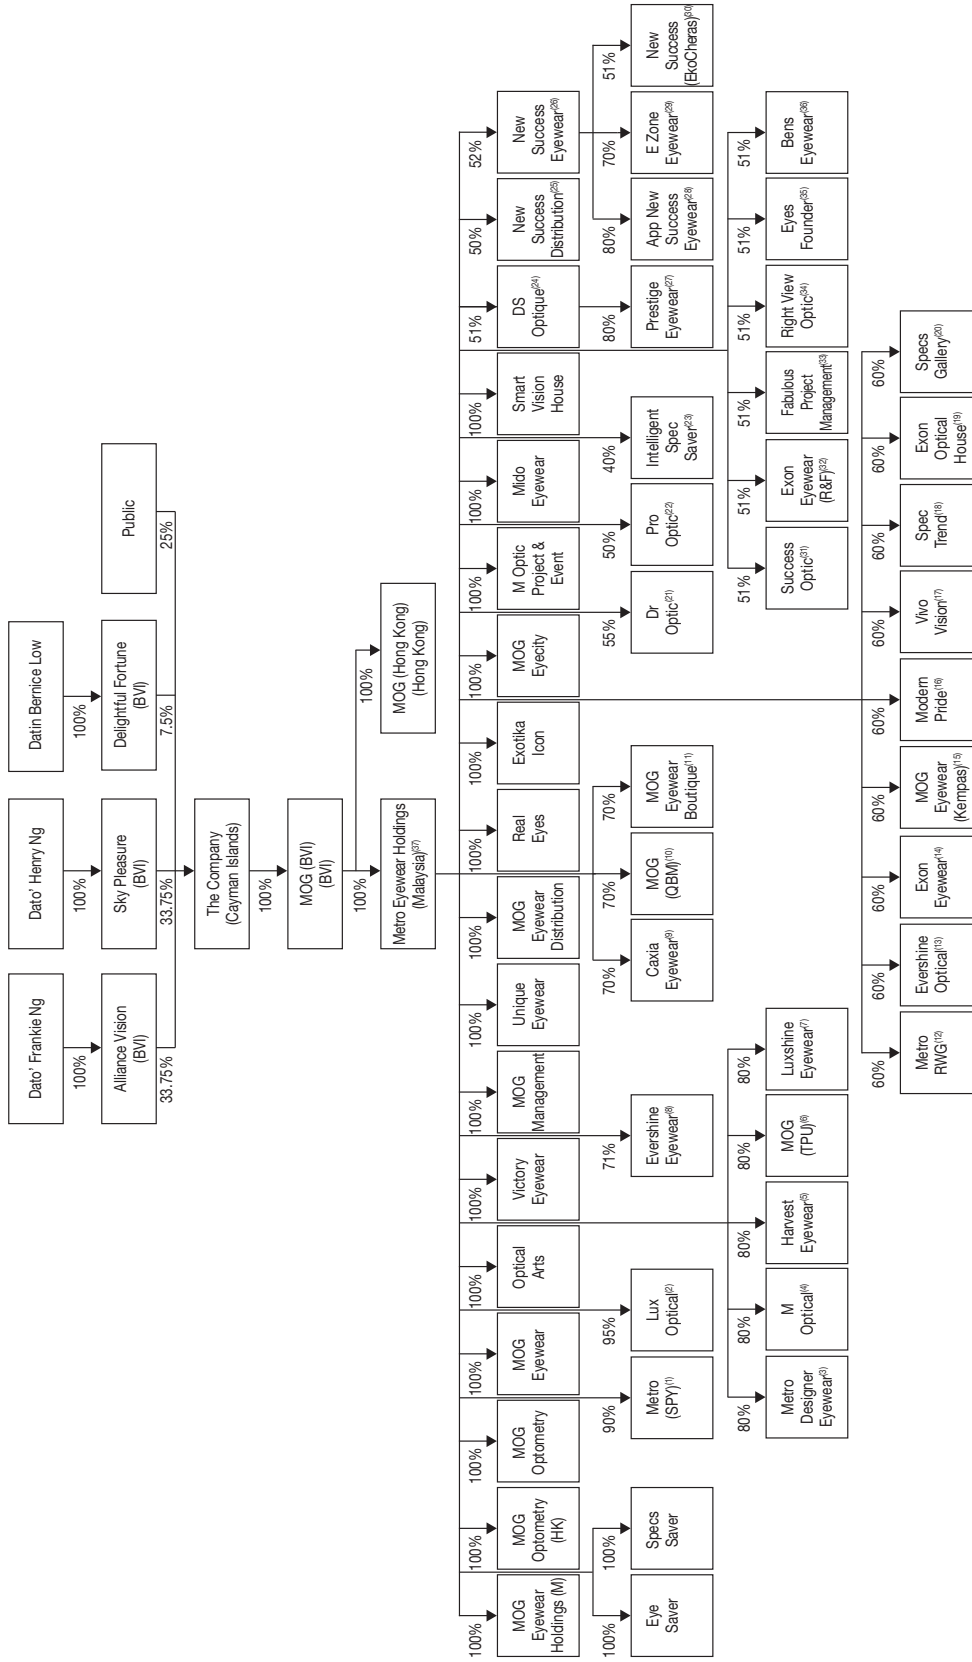 Dato' Frankie Ng
Dato' Henry Ng
Datin Bernice Low
100%
100%
100%
Alliance Vision
(BVI)
Sky Pleasure
(BVI)
Delightful Fortune
(BVI)
Public
33.75%
33.75%
7.5%
25%
The Company
(Cayman Islands)
100%
MOG (BVI)
(BVI)
100%
100%
Metro Eyewear Holdings
(Malaysia)(37)
MOG (Hong Kong)
(Hong Kong)
100%
MOG
Eyewear
Holdings (M)
100%
MOG
Optometry
(HK)
100%
MOG
Optometry
100%
MOG
Eyewear
100%
Optical
Arts
100%
Victory
Eyewear
100%
MOG
Management
100%
Unique
Eyewear
100%
MOG
Eyewear
Distribution
100%
Real
Eyes
100%
Exotika
Icon
100%
MOG
Eyecity
100%
M Optic
Project &
Event
100%
Mido
Eyewear
100%
Smart
Vision
House
51%
DS
Optique(24)
50%
New
Success
Distribution(25)
52%
New
Success
Eyewear(26)
100%
Eye
Saver
100%
Specs
Saver
90%
Metro
(SPY)(1)
95%
Lux
Optical(2)
71%
Evershine
Eyewear(8)
70%
Caxia
Eyewear(9)
70%
MOG
(QBM)(10)
70%
MOG
Eyewear
Boutique(11)
55%
Dr
Optic(21)
50%
Pro
Optic(22)
40%
Intelligent
Spec
Saver(23)
80%
Prestige
Eyewear(27)
80%
App New
Success
Eyewear(28)
70%
E Zone
Eyewear(29)
51%
New
Success
(EkoCheras)(30)
80%
Metro
Designer
Eyewear(3)
80%
M
Optical(4)
80%
Harvest
Eyewear(5)
80%
MOG
(TPU)(6)
80%
Luxshine
Eyewear(7)
51%
Success
Optic(31)
51%
Exon
Eyewear
(R&F)(32)
51%
Fabulous
Project
Management(33)
51%
Right View
Optic(34)
51%
Eyes
Founder(35)
51%
Bens
Eyewear(36)
60%
Metro
RWG(12)
60%
Evershine
Optical(13)
60%
Exon
Eyewear(14)
60%
MOG
Eyewear
(Kempas)(15)
60%
Modern
Pride(16)
60%
Vivo
Vision(17)
60%
Spec
Trend(18)
60%
Exon
Optical
House(19)
60%
Specs
Gallery(20)